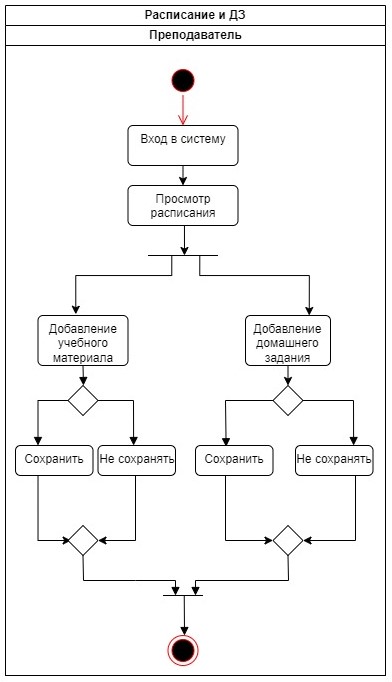 Расписание и ДЗ
Преподаватель
Вход в систему
Просмотр
расписания
Добавление
учебного
материала
Добавление
домашнего
задания
Сохранить
Не сохранять
Сохранить
Не сохранять